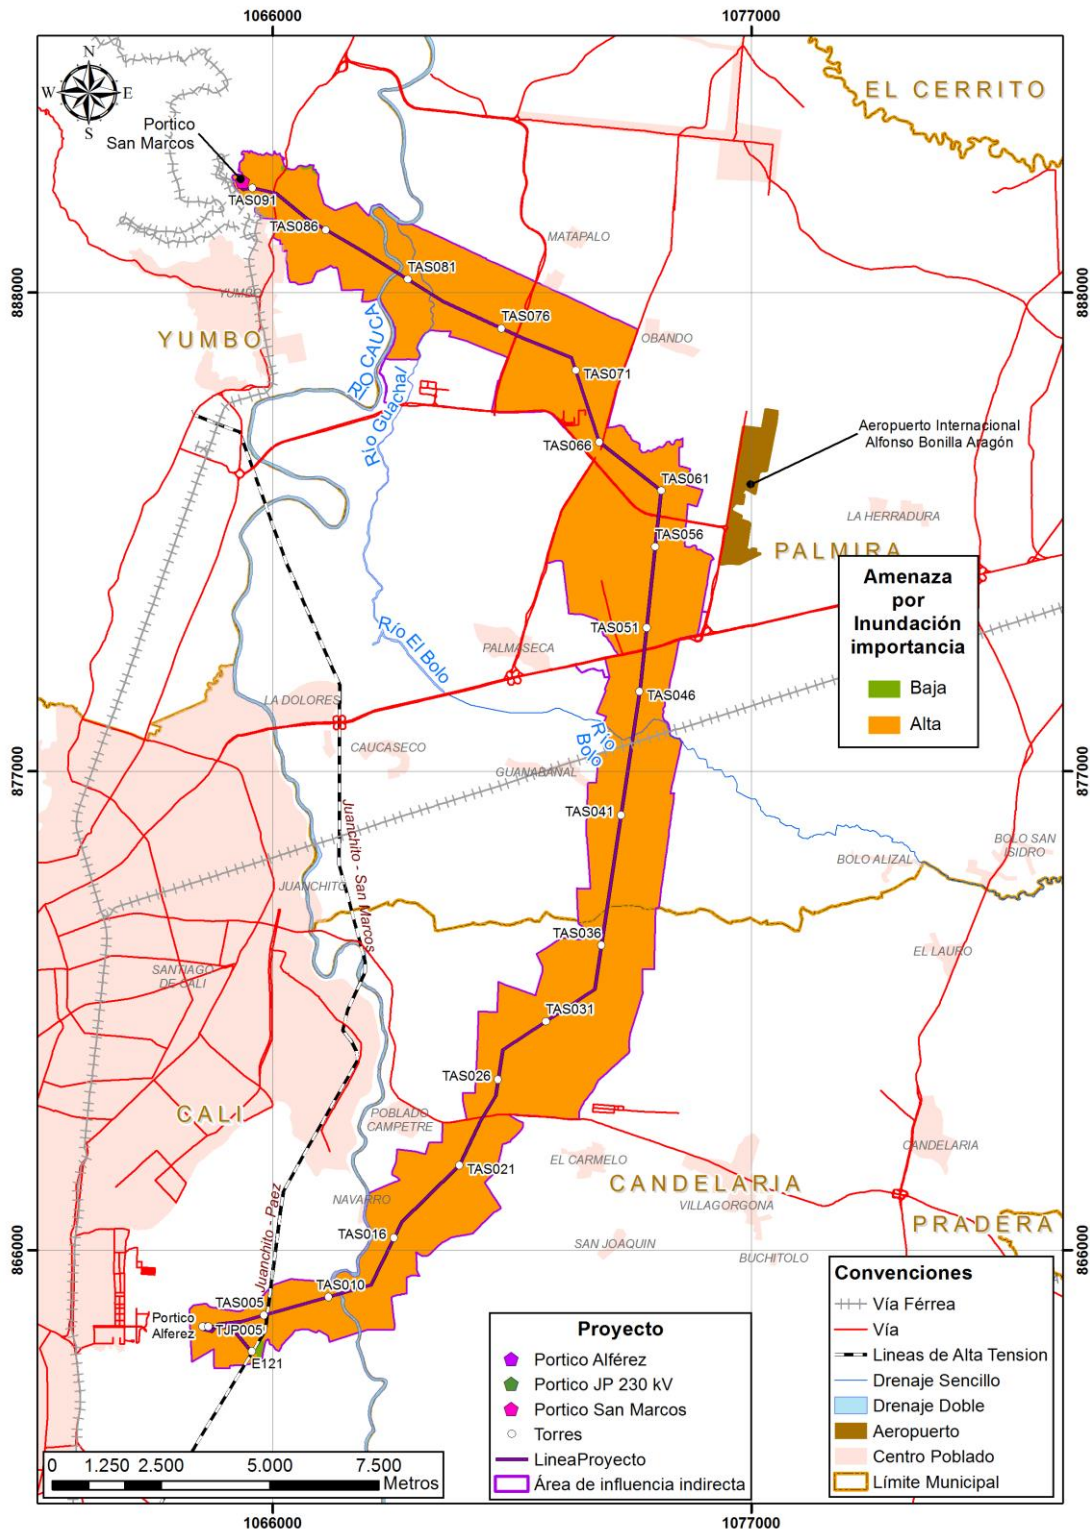 1066000
1077000
N
W
E
S
EL CERRITO
Portico
San Marcos
TAS091
TAS086
MATAPALO
TAS081
888000
888000
YUMBO
TAS076
RÍO CAUCA
YUMBO
OBANDO
TAS071
Río Guachal
Aeropuerto Internacional
Alfonso Bonilla Aragón
TAS066
TAS061
LA HERRADURA
TAS056
PALMIRA
Amenaza
por
Inundación
importancia
Baja
Alta
TAS051
Río El Bolo
PALMASECA
TAS046
LA DOLORES
Río
Bolo
CAUCASECO
877000
877000
GUANABANAL
Juanchito - San Marcos
TAS041
BOLO SAN
ISIDRO
BOLO ALIZAL
JUANCHITO
TAS036
EL LAURO
SANTIAGO
DE CALI
TAS031
TAS026
CALI
POBLADO
CAMPETRE
CANDELARIA
EL CARMELO
TAS021
CANDELARIA
NAVARRO
VILLAGORGONA
PRADERA
Juanchito - Paez
TAS016
SAN JOAQUIN
BUCHITOLO
866000
866000
TAS010
TAS005
Portico
Alferez
TJP005
E121
Proyecto
Portico Alférez
Portico JP 230 kV
Portico San Marcos
Torres
LineaProyecto
Área de influencia indirecta
Convenciones
Vía Férrea
Vía
Lineas de Alta Tension
Drenaje Sencillo
Drenaje Doble
Aeropuerto
Centro Poblado
Límite Municipal
0 1.250 2.500 5.000 7.500
Metros
1066000
1077000